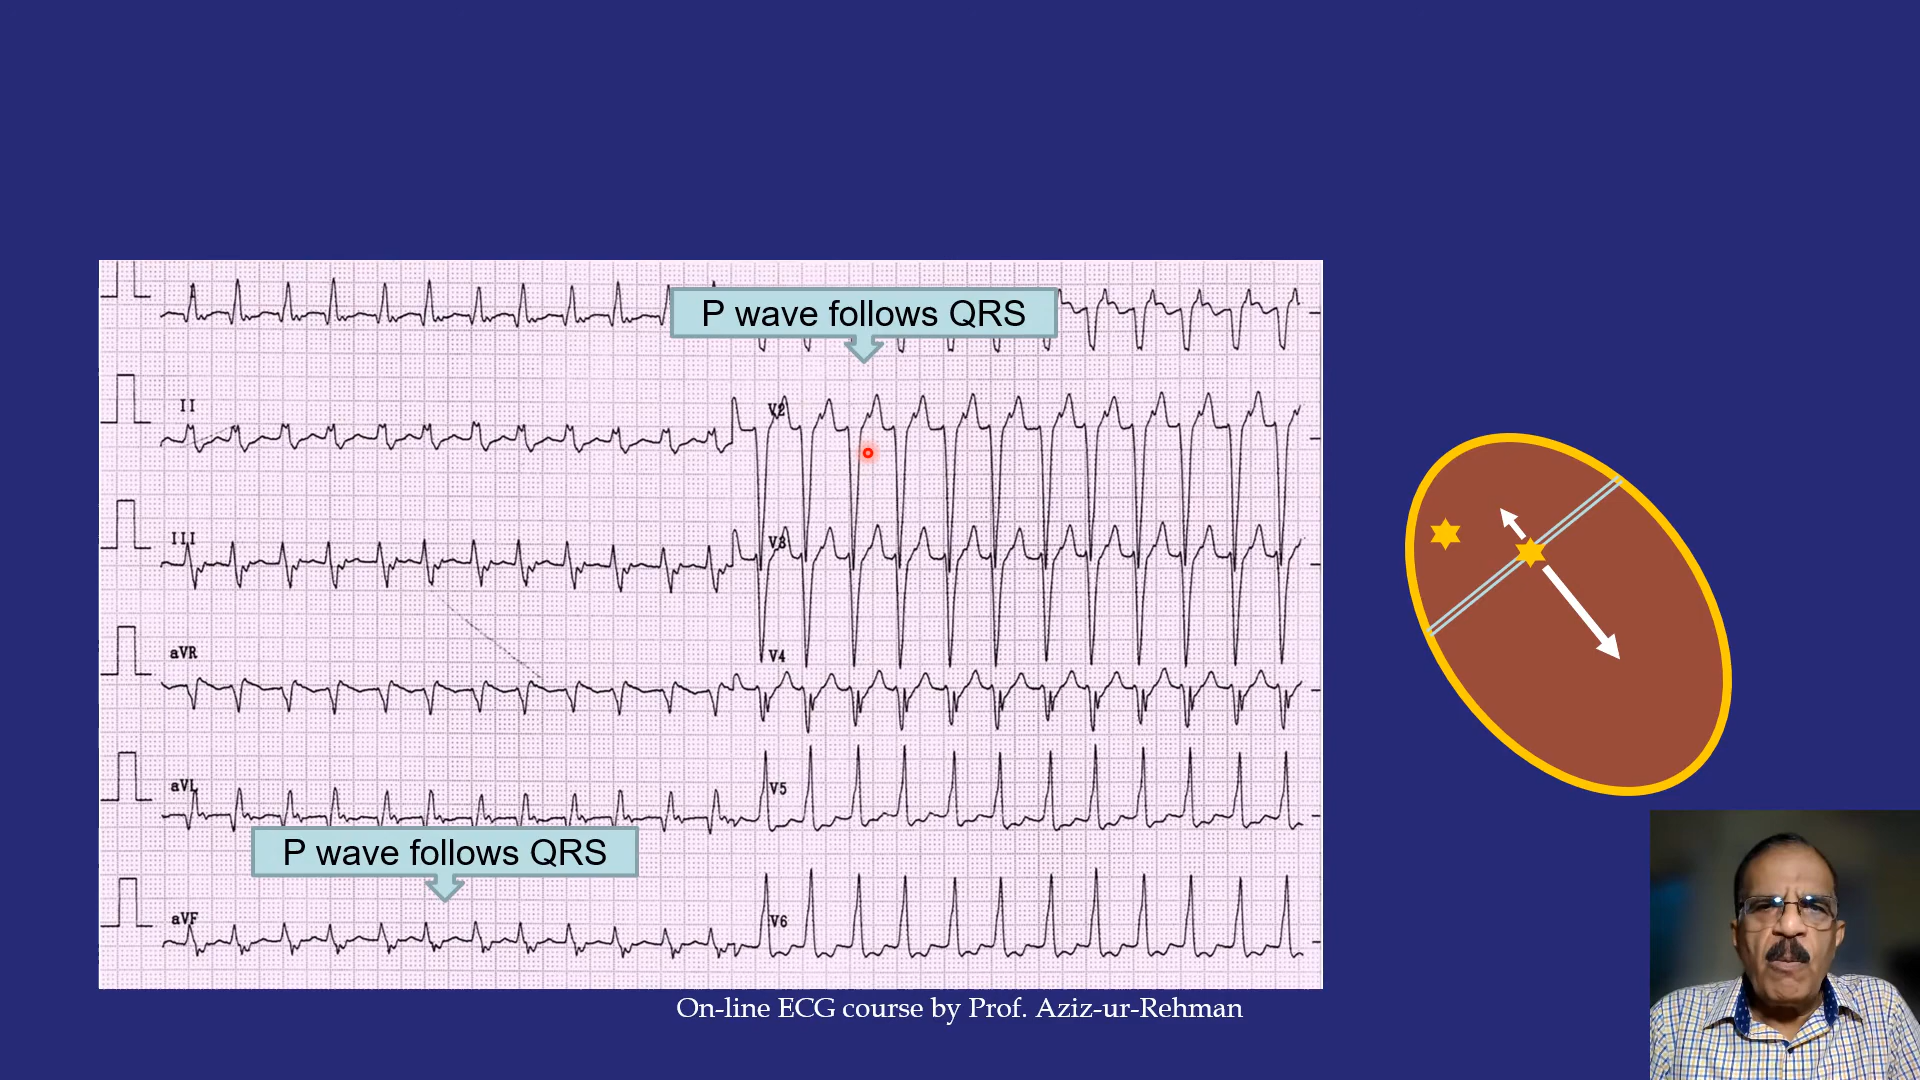 P wave follows QRS
II
V2
III
V3
aVR
V4
aVL
V5
P wave follows QRS
aVF
V6
On-line ECG course by Prof. Aziz-ur-Rehman